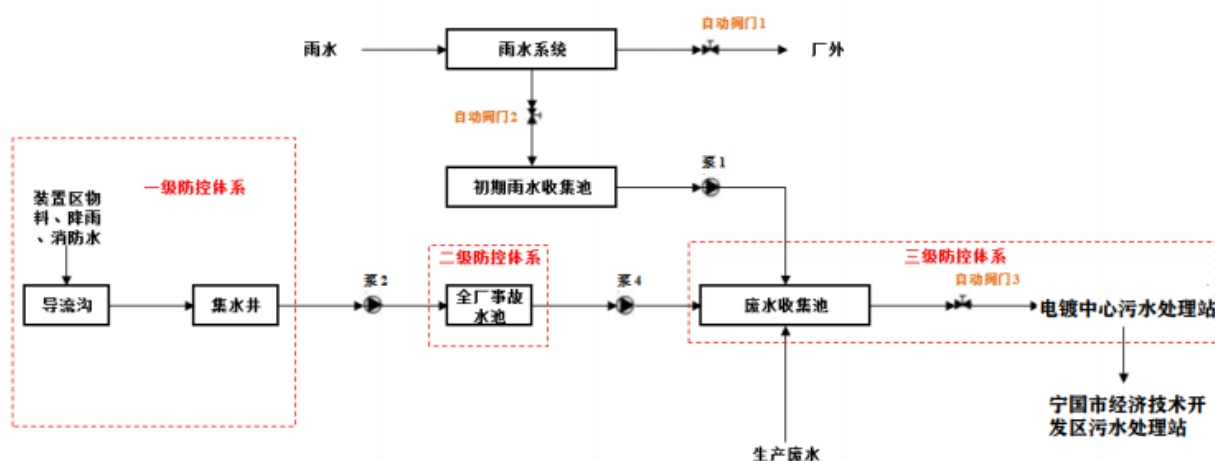 自动阀门1
雨水
雨水系统
厂外
自动阀门2
泵1
初期雨水收集池
一级防控体系
装置区物
料、降雨
、消防水
二级防控体系
三级防控体系
泵2
泵4
自动阀门3
导流沟
集水井
全厂事故
水池
废水收集池
电镀中心污水处理站
宁国市经济技术开
发区污水处理站
生产废水